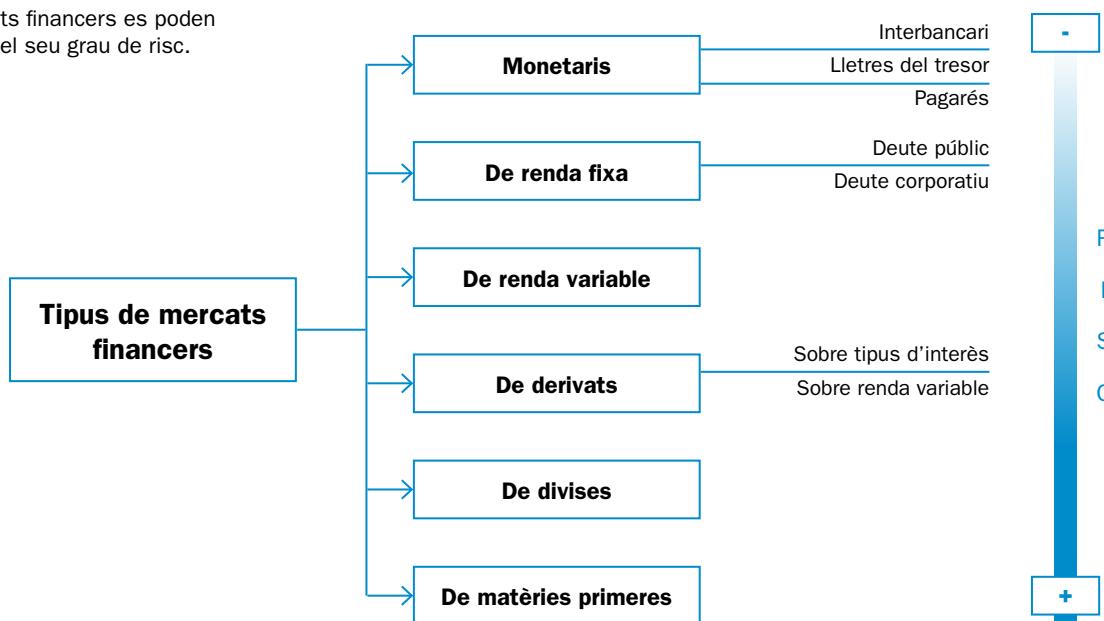 ts financers es poden
el seu grau de risc.
Tipus de mercats
financers
Monetaris
Interbancari
Lletres del tresor
Pagarés
De renda fixa
Deute públic
Deute corporatiu
De renda variable
De derivats
Sobre tipus d’interès
Sobre renda variable
De divises
De matèries primeres
-
+